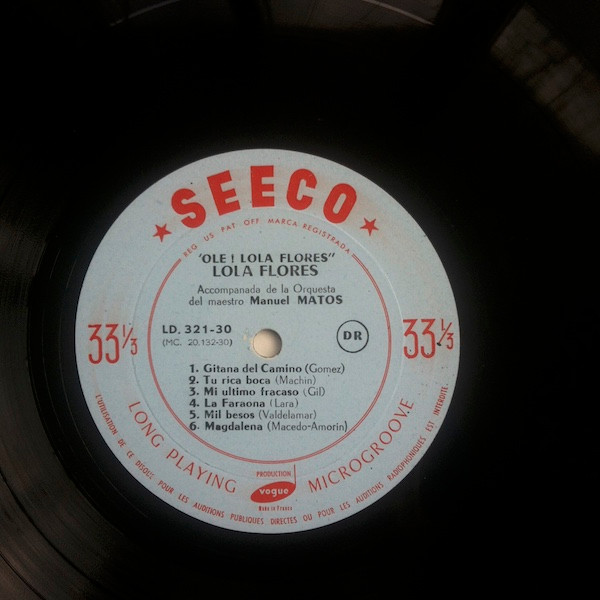 ★ SEECO ★
REG US PAT OFF MARCA REGISTRADA
'OLE ! LOLA FLORES"
LOLA FLORES
Accompanada de la Orquesta
del maestro Manuel MATOS
LD. 321-30
(MC. 20.132-30)
DR
33 1/3
33 1/3
1. Gitana del Camino (Gomez)
2. Tu rica boca (Machin)
3. Mi ultimo fracaso (Gil)
4. La Faraona (Lara)
5. Mil besos (Valdelamar)
6. Magdalena (Macedo-Amorin)
LONG PLAYING MICROGROOVE
PRODUCTION
vogue
Made in France
L'UTILISATION DE CE DISQUE POUR LES AUDITIONS PUBLIQUES DIRECTES OU POUR LES AUDITIONS RADIOPHONIQUES EST INTERDITE.